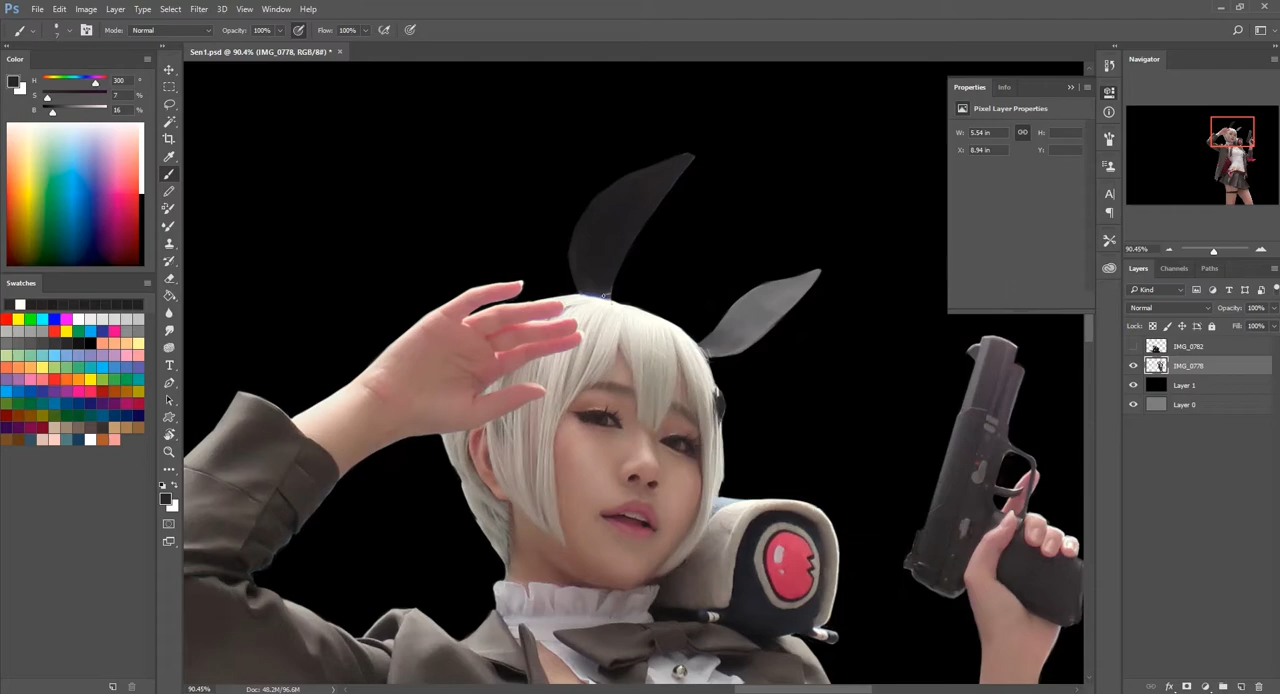 Ps File Edit Image Layer Type Select Filter 3D View Window Help
7 Mode: Normal Opacity: 100% Flow: 100%
Sen1.psd @ 90.4% (IMG_0778, RGB/8#) * ×
Color
H 300 °
S 7 %
B 16 %
Swatches
Properties Info
Pixel Layer Properties
W: 5.54 in H:
X: 8.94 in Y:
Navigator
90.45%
Layers Channels Paths
Kind
Normal Opacity: 100%
Lock: Fill: 100%
IMG_0782
IMG_0778
Layer 1
Layer 0
90.45% Doc: 48.2M/96.6M